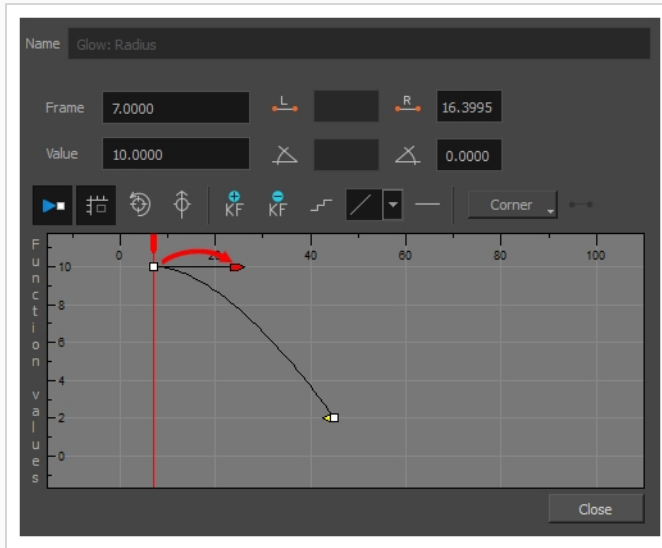 Name Glow: Radius
Frame 7.0000 L R 16.3995
Value 10.0000 0.0000
KF KF Corner
Function values
0 20 40 60 80 100
10
8
6
4
2
0
Close